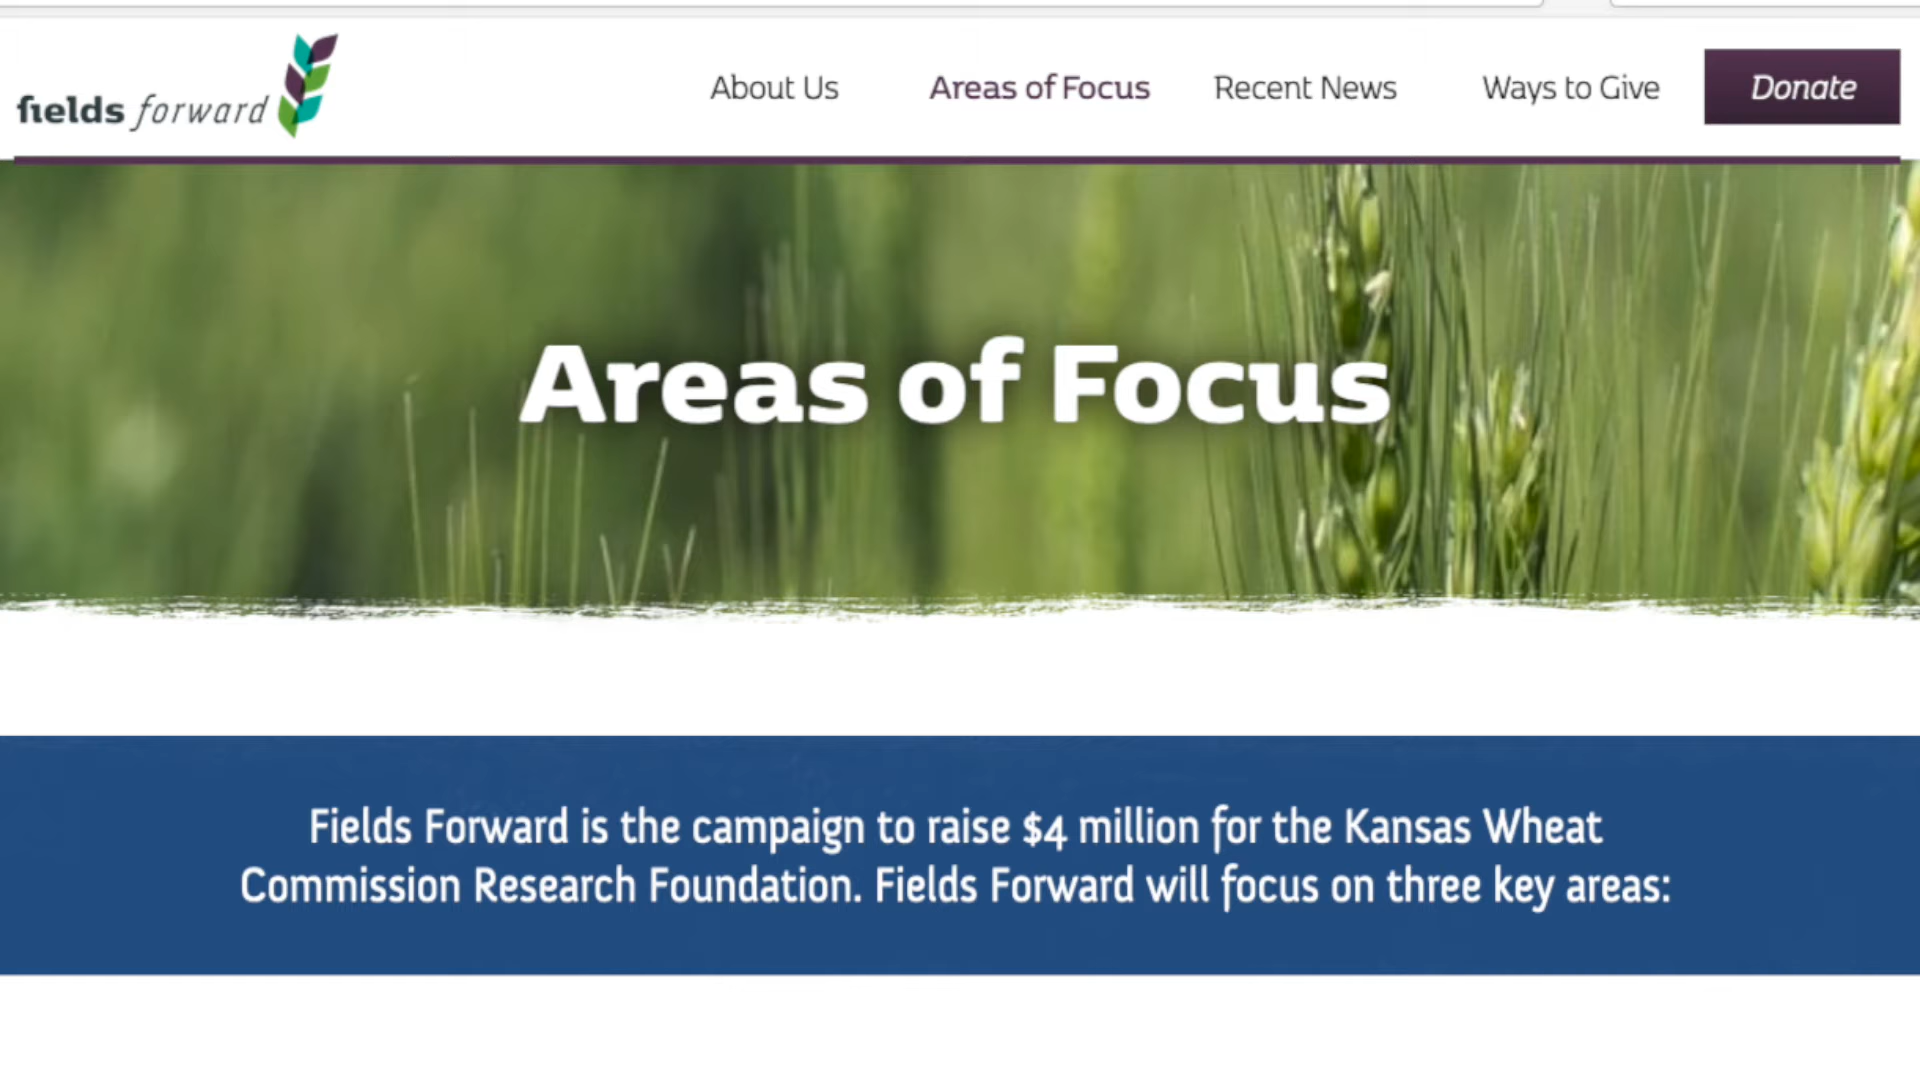 fields forward
About Us
Areas of Focus
Recent News
Ways to Give
Donate
Areas of Focus
Fields Forward is the campaign to raise $4 million for the Kansas Wheat
Commission Research Foundation. Fields Forward will focus on three key areas: